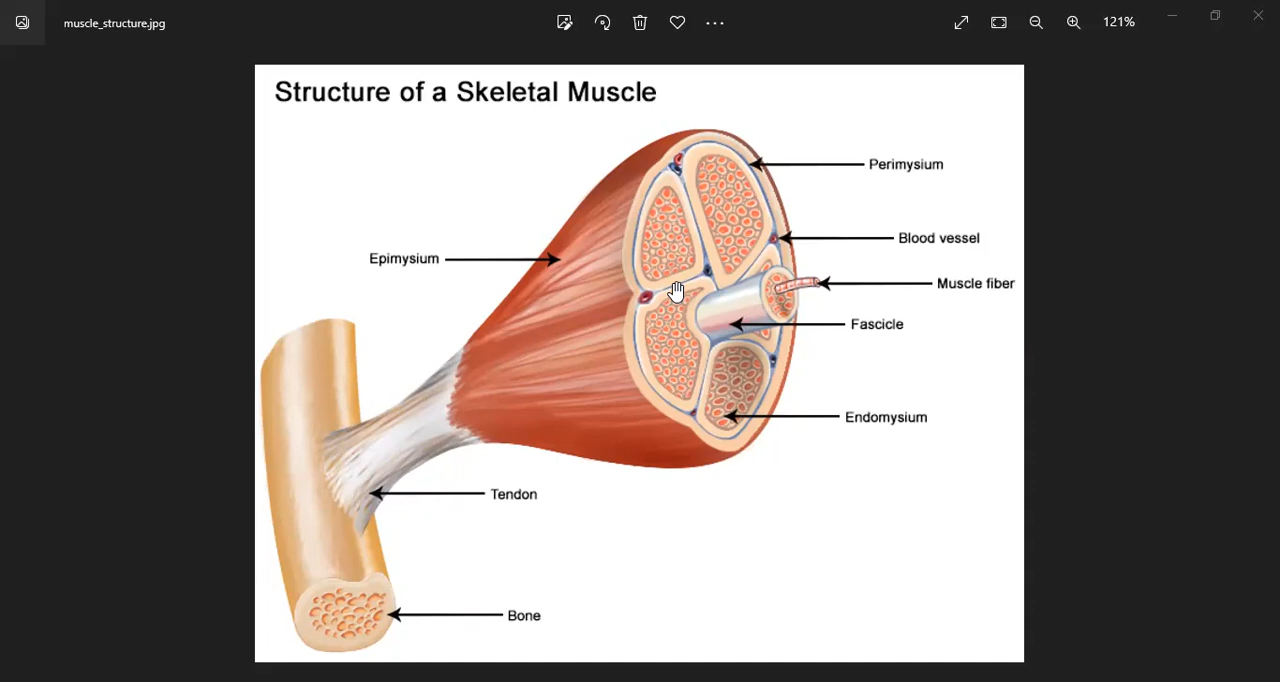 muscle_structure.jpg
121%
Structure of a Skeletal Muscle
Perimysium
Blood vessel
Epimysium
Muscle fiber
Fascicle
Endomysium
Tendon
Bone